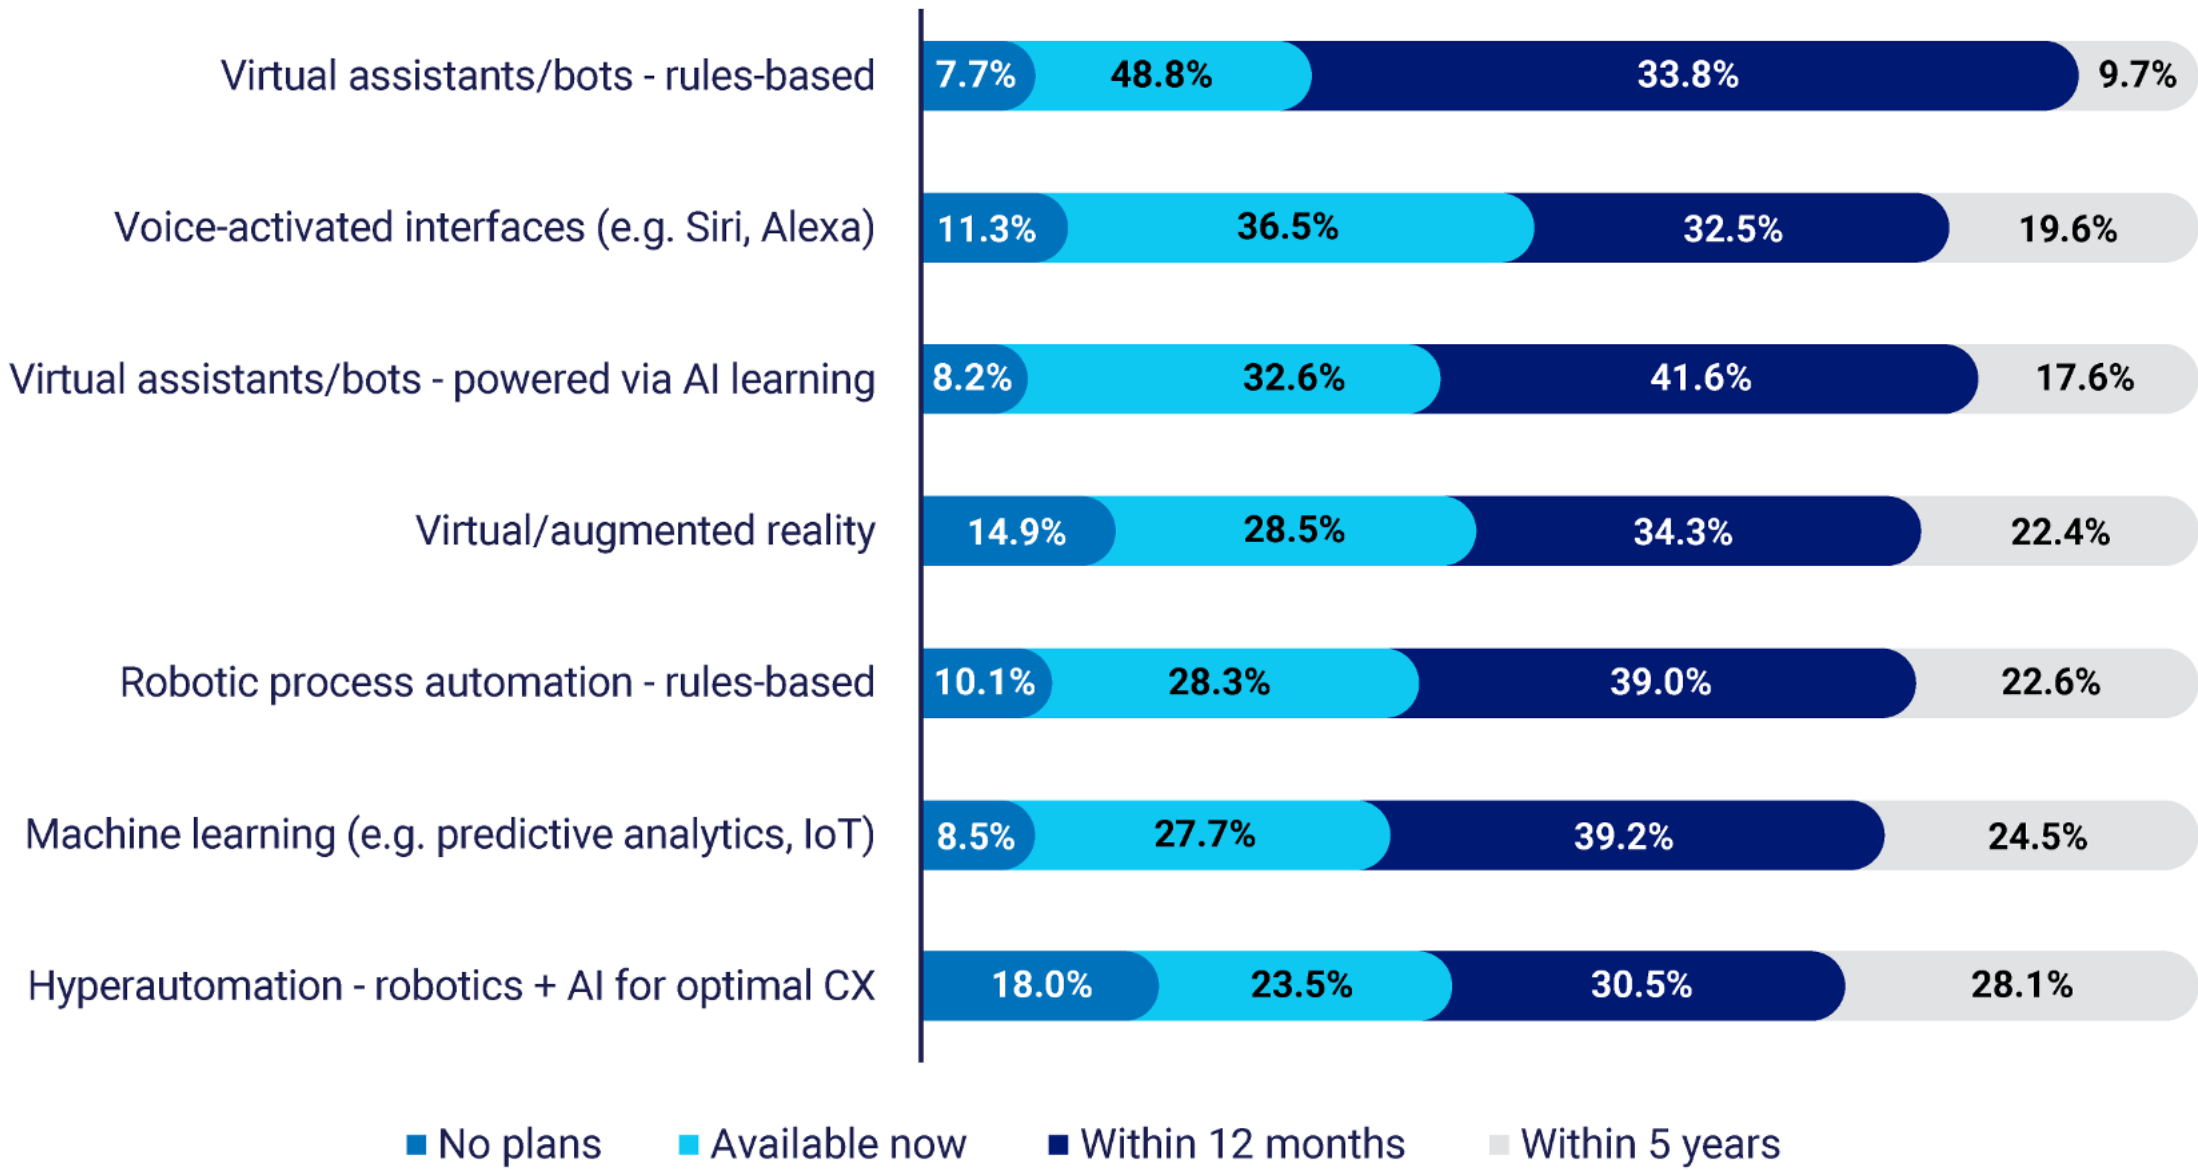 Virtual assistants/bots - rules-based 7.7% 48.8% 33.8% 9.7%
Voice-activated interfaces (e.g. Siri, Alexa) 11.3% 36.5% 32.5% 19.6%
Virtual assistants/bots - powered via AI learning 8.2% 32.6% 41.6% 17.6%
Virtual/augmented reality 14.9% 28.5% 34.3% 22.4%
Robotic process automation - rules-based 10.1% 28.3% 39.0% 22.6%
Machine learning (e.g. predictive analytics, IoT) 8.5% 27.7% 39.2% 24.5%
Hyperautomation - robotics + AI for optimal CX 18.0% 23.5% 30.5% 28.1%
No plans Available now Within 12 months Within 5 years